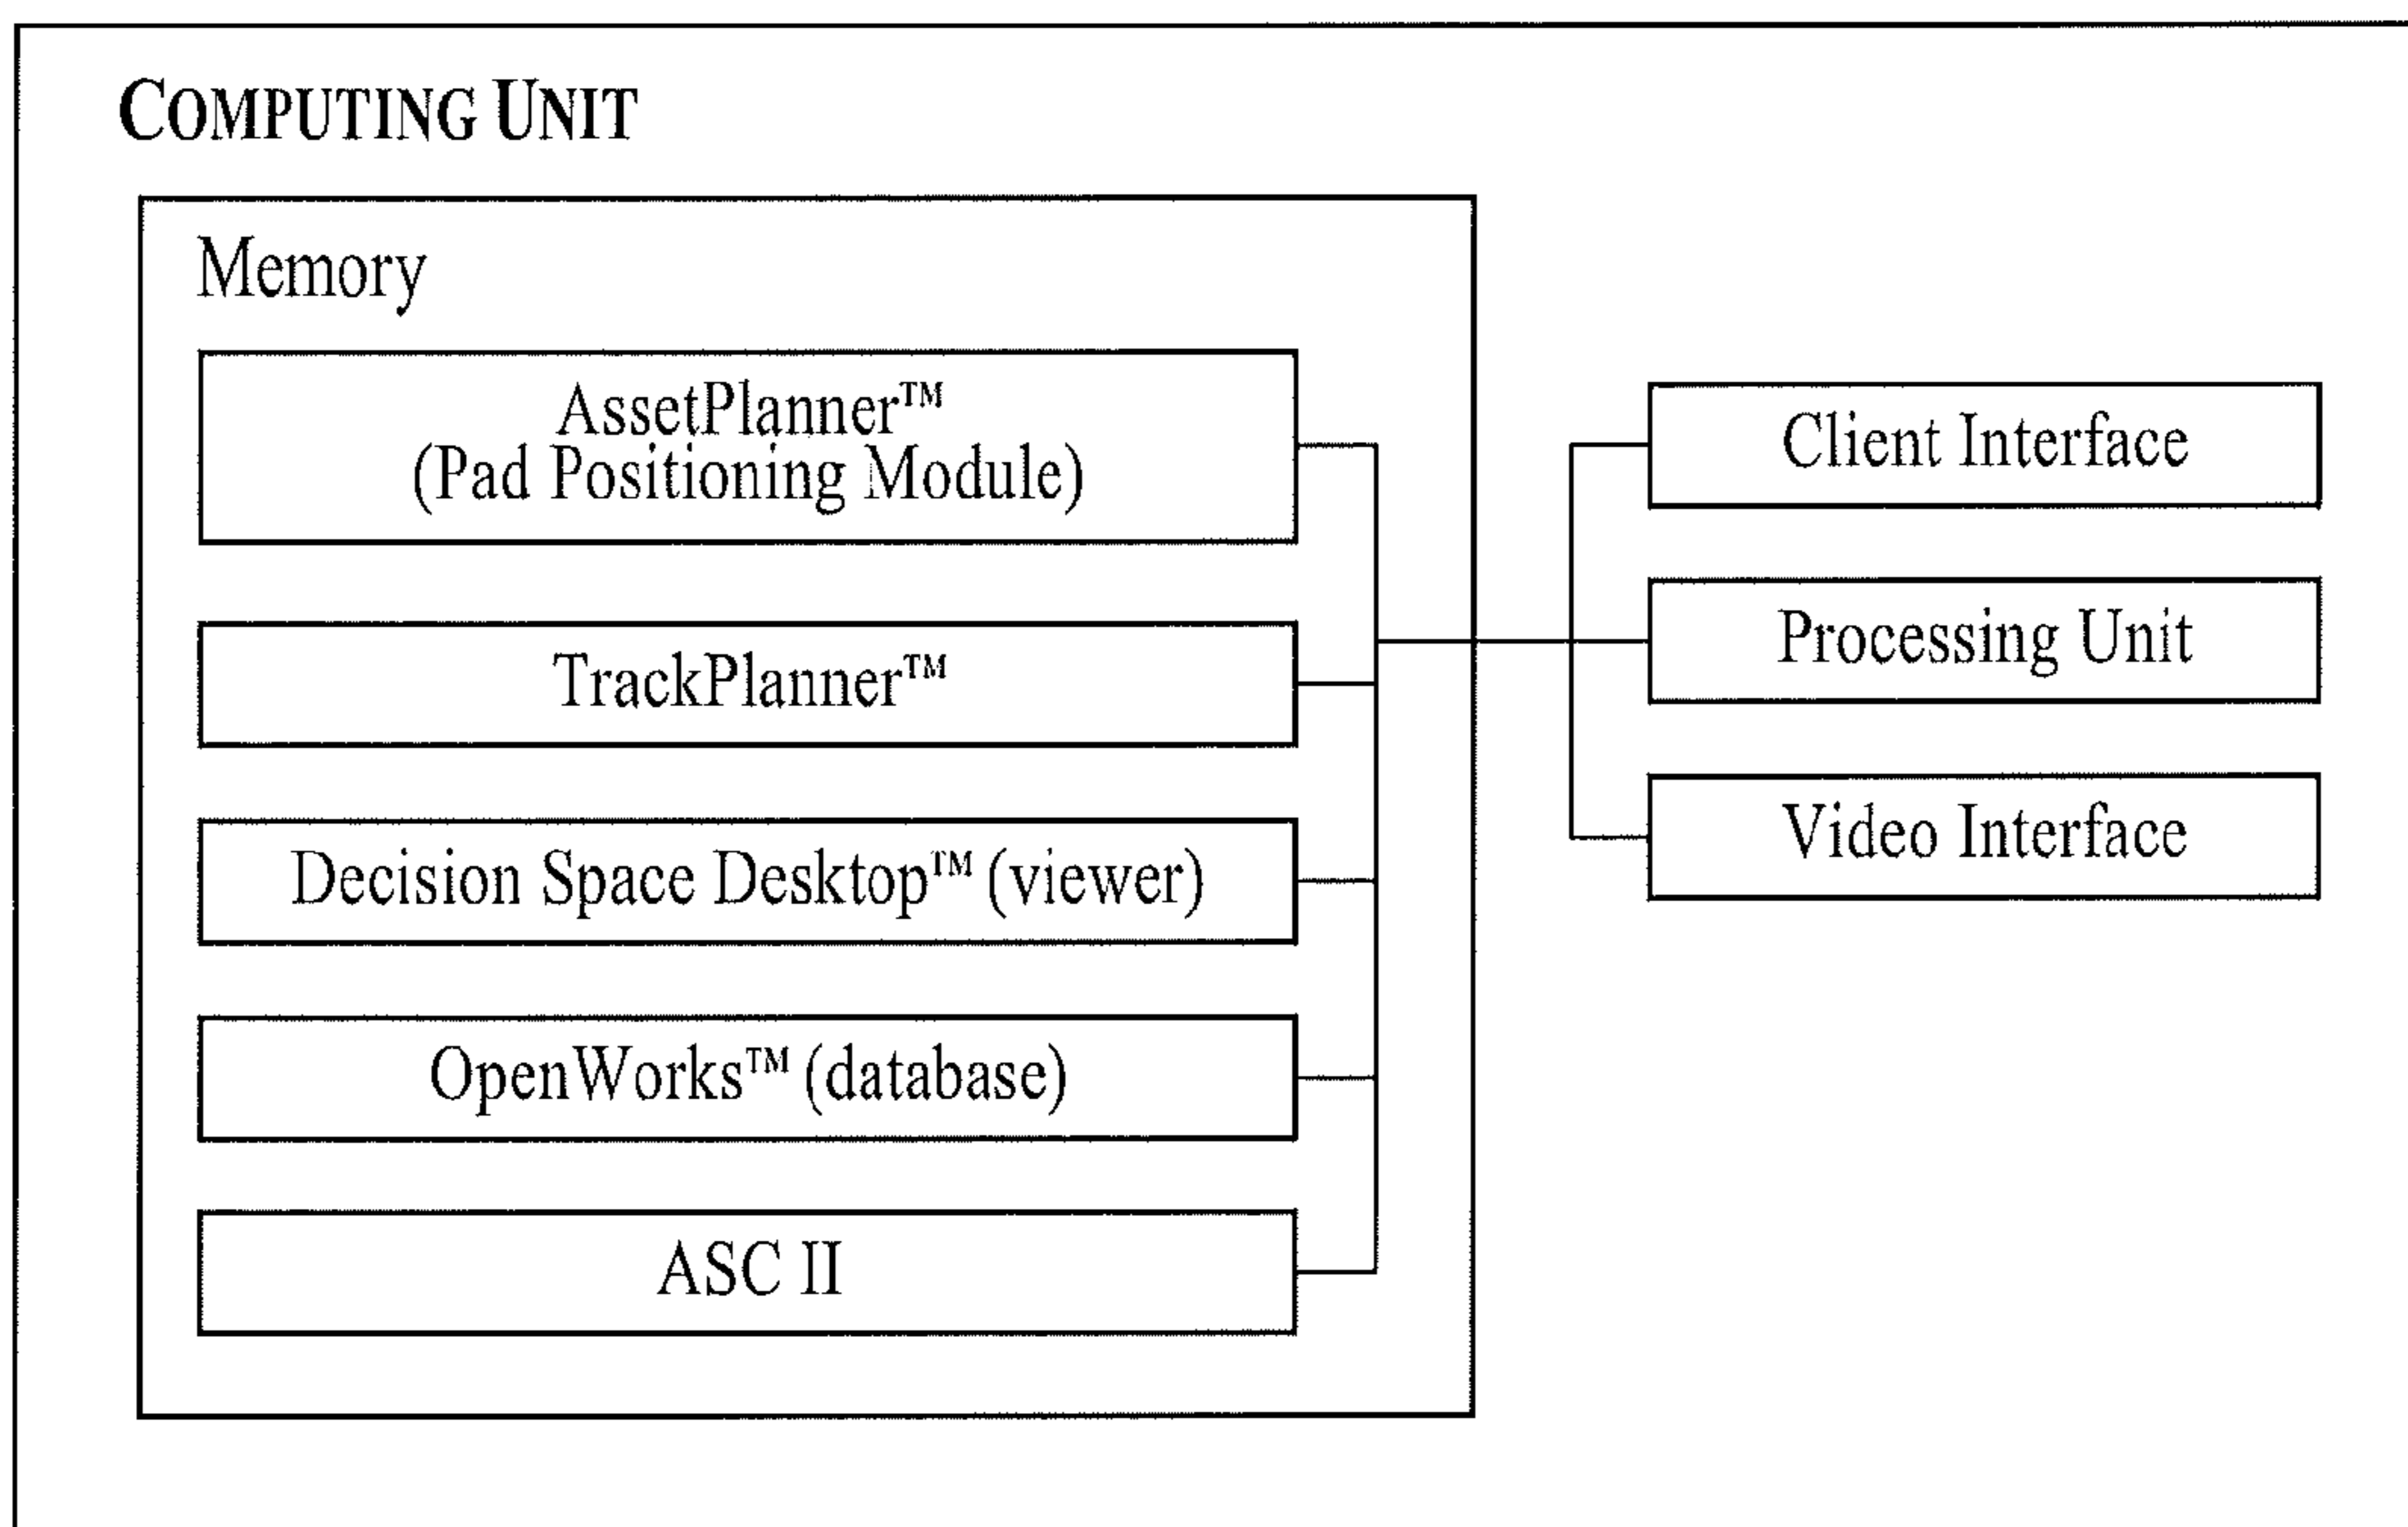 COMPUTING UNIT
Memory
AssetPlanner™
(Pad Positioning Module)
TrackPlanner™
Decision Space Desktop™ (viewer)
OpenWorks™ (database)
ASC II
Client Interface
Processing Unit
Video Interface